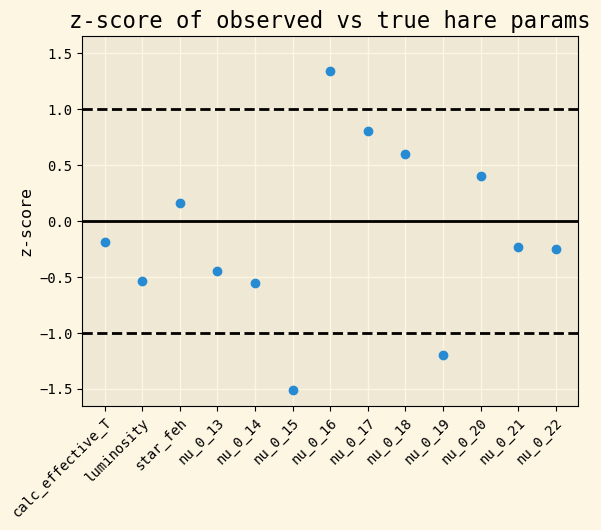 z-score of observed vs true hare params
z-score
1.5
1.0
0.5
0.0
−0.5
−1.0
−1.5
calc_effective_T
luminosity
star_feh
nu_0_13
nu_0_14
nu_0_15
nu_0_16
nu_0_17
nu_0_18
nu_0_19
nu_0_20
nu_0_21
nu_0_22